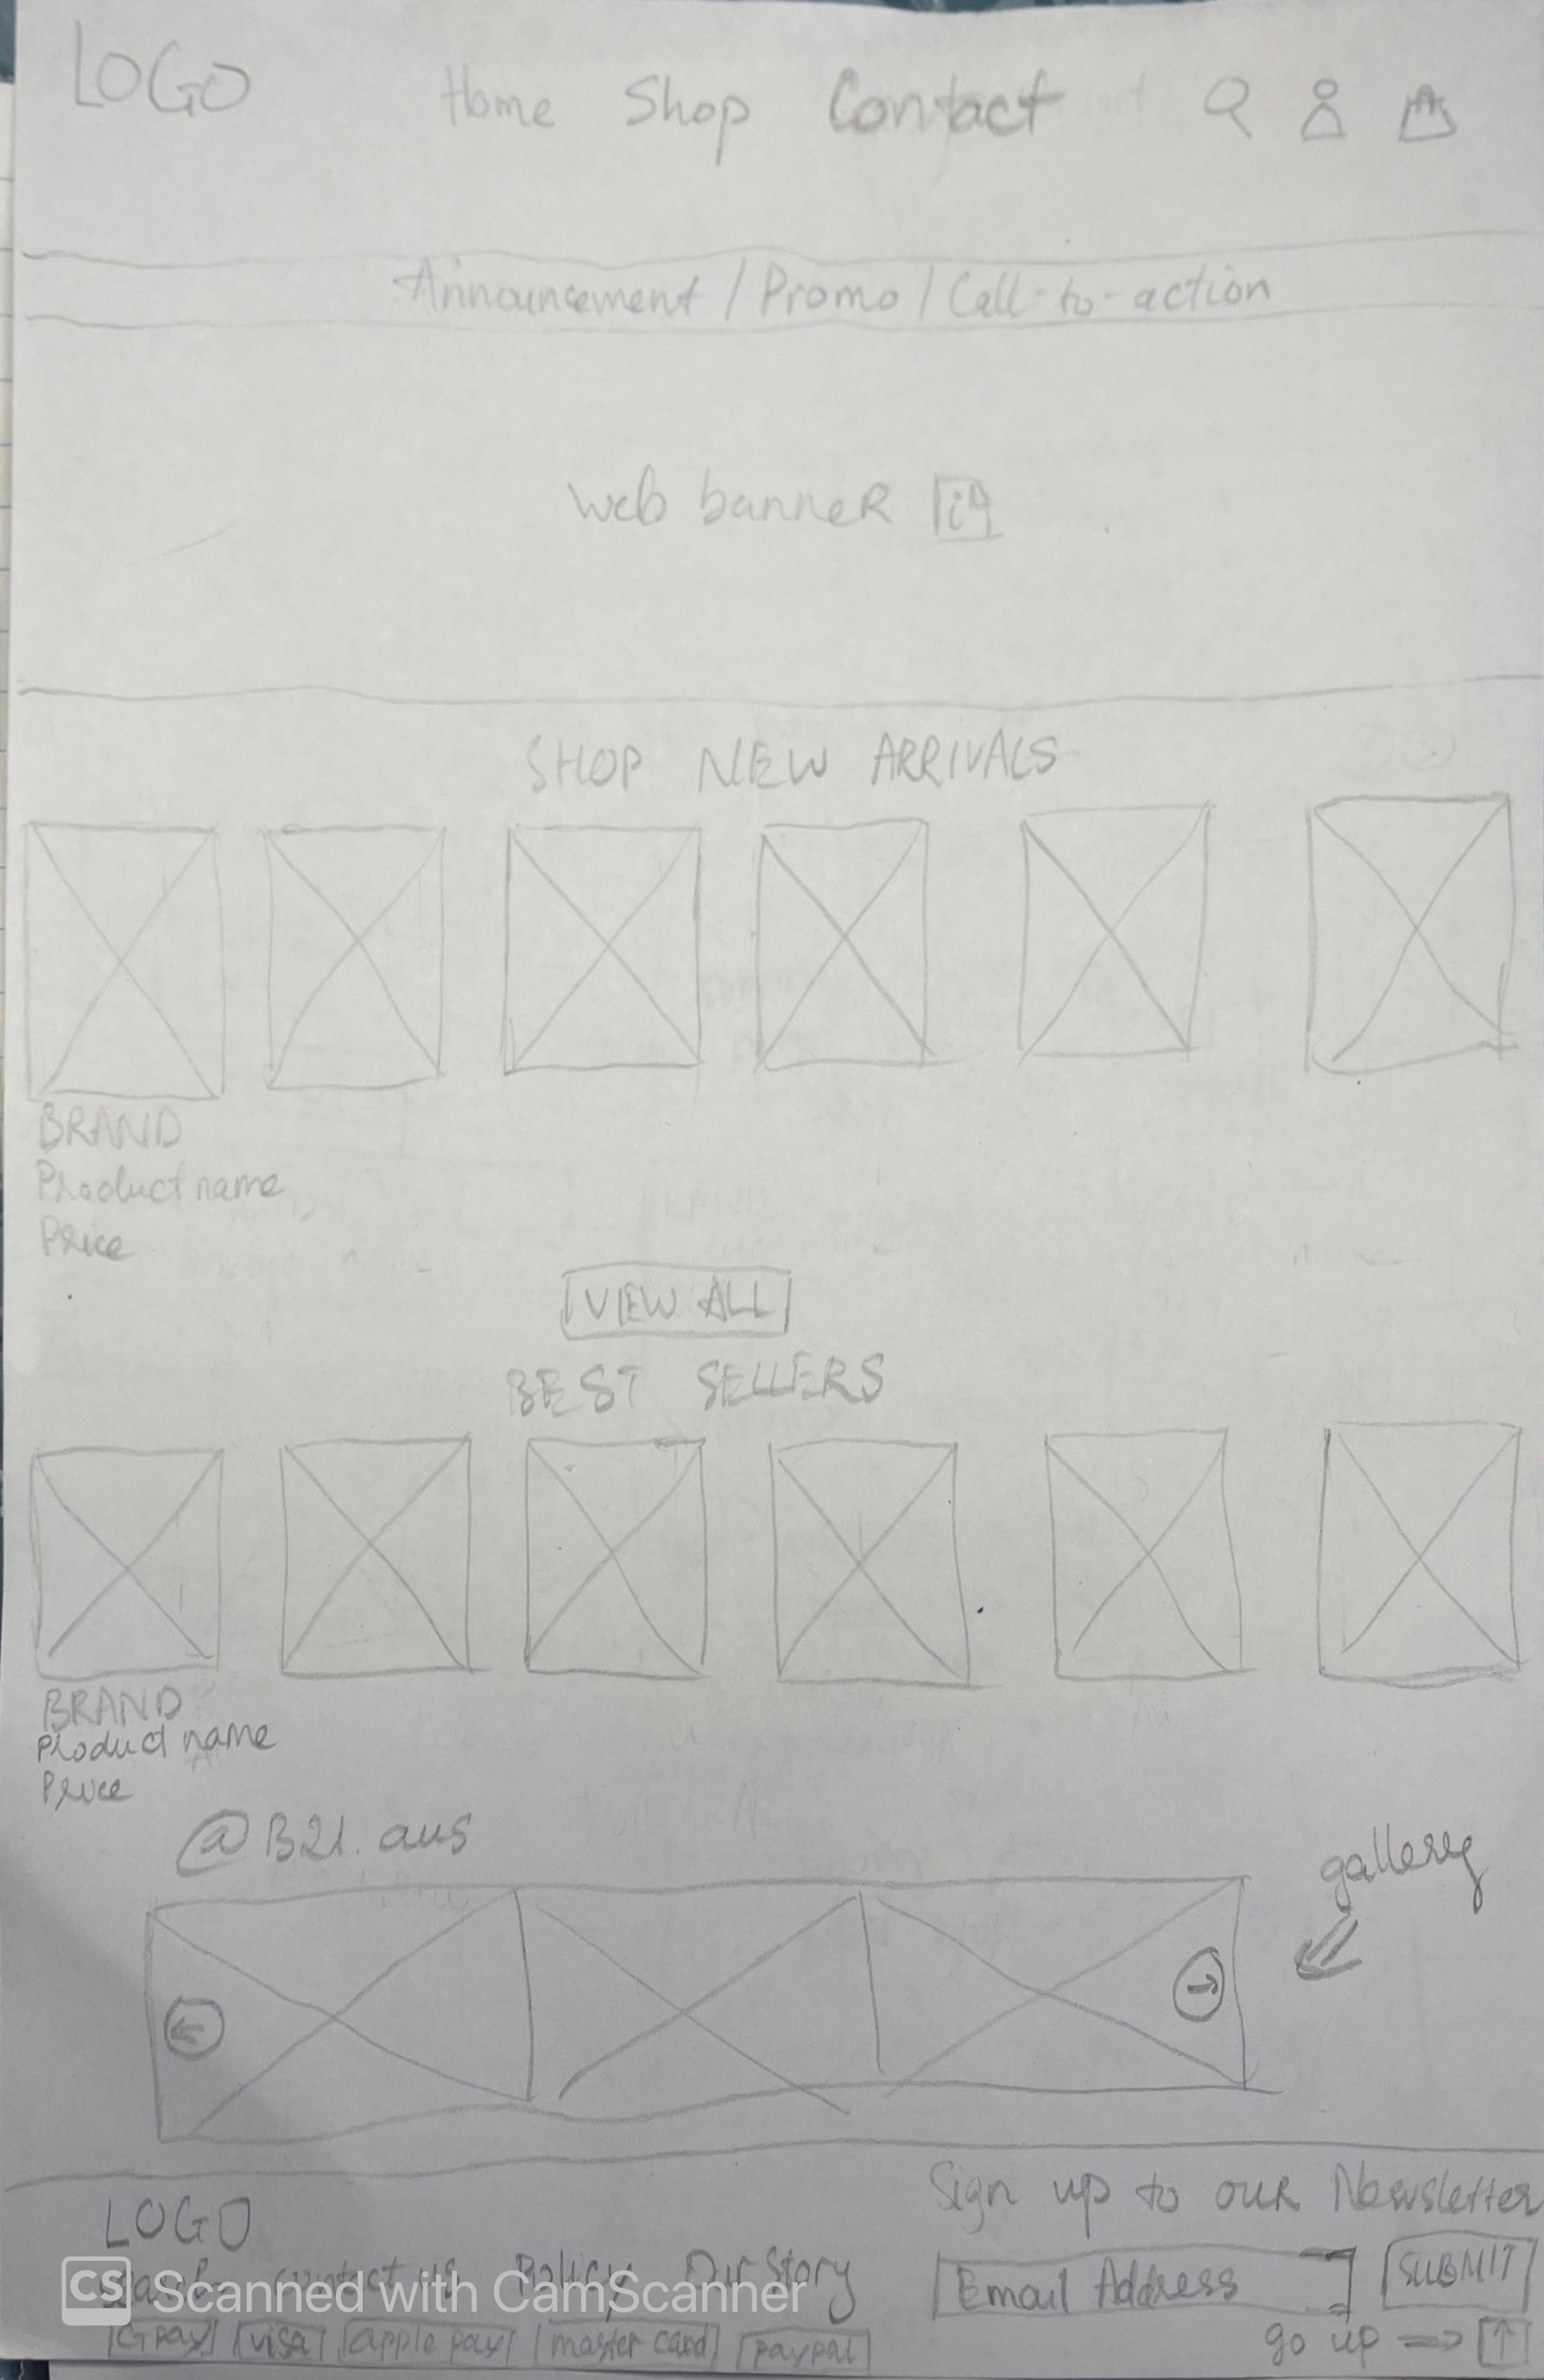 LOGO Home Shop Contact
Announcement / Promo / Call-to-action
web banner
SHOP NEW ARRIVALS
BRAND
Product name
Price
VIEW ALL
BEST SELLERS
BRAND
Product name
Price
@B21.aus
gallery
LOGO
Sign up to our Newsletter
contact us Policy Our Story
Email Address SUBMIT
CS Scanned with CamScanner
GPay visa apple pay master card paypal
go up